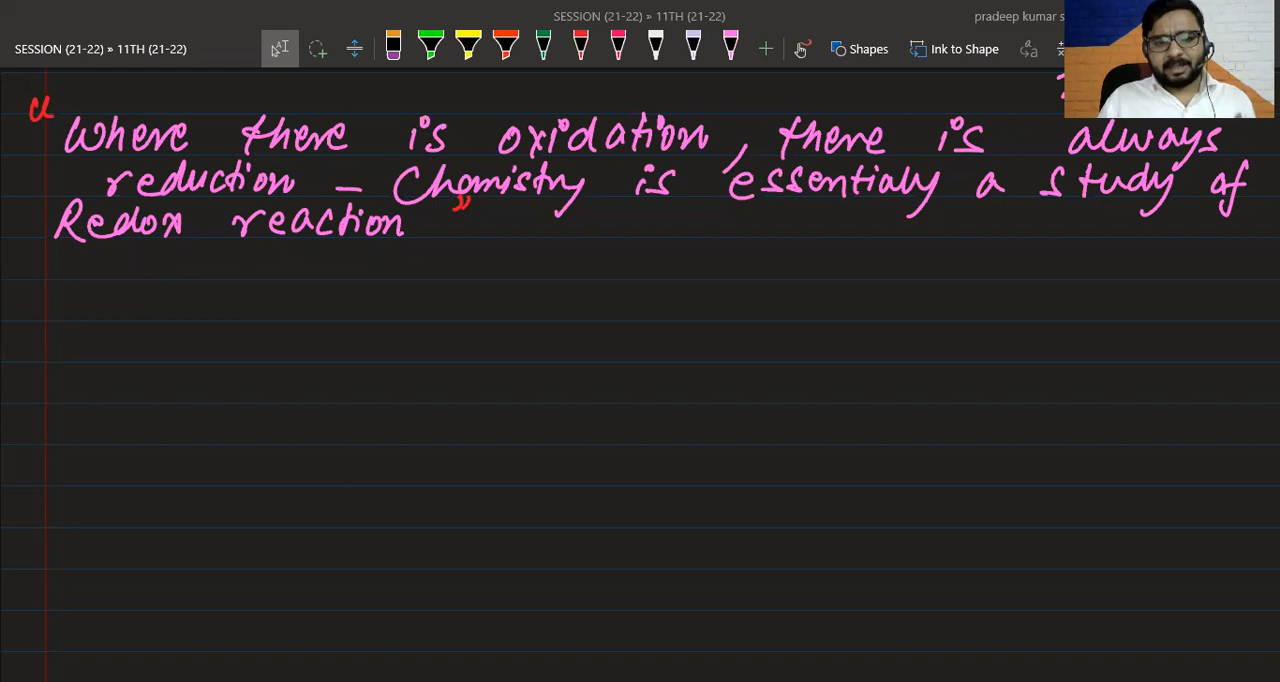 SESSION (21-22) » 11TH (21-22)
pradeep kumar s
SESSION (21-22) » 11TH (21-22)
Shapes
Ink to Shape
“
Where there is oxidation, there is always
reduction - Chemistry is essentialy a study of
Redox reaction
”